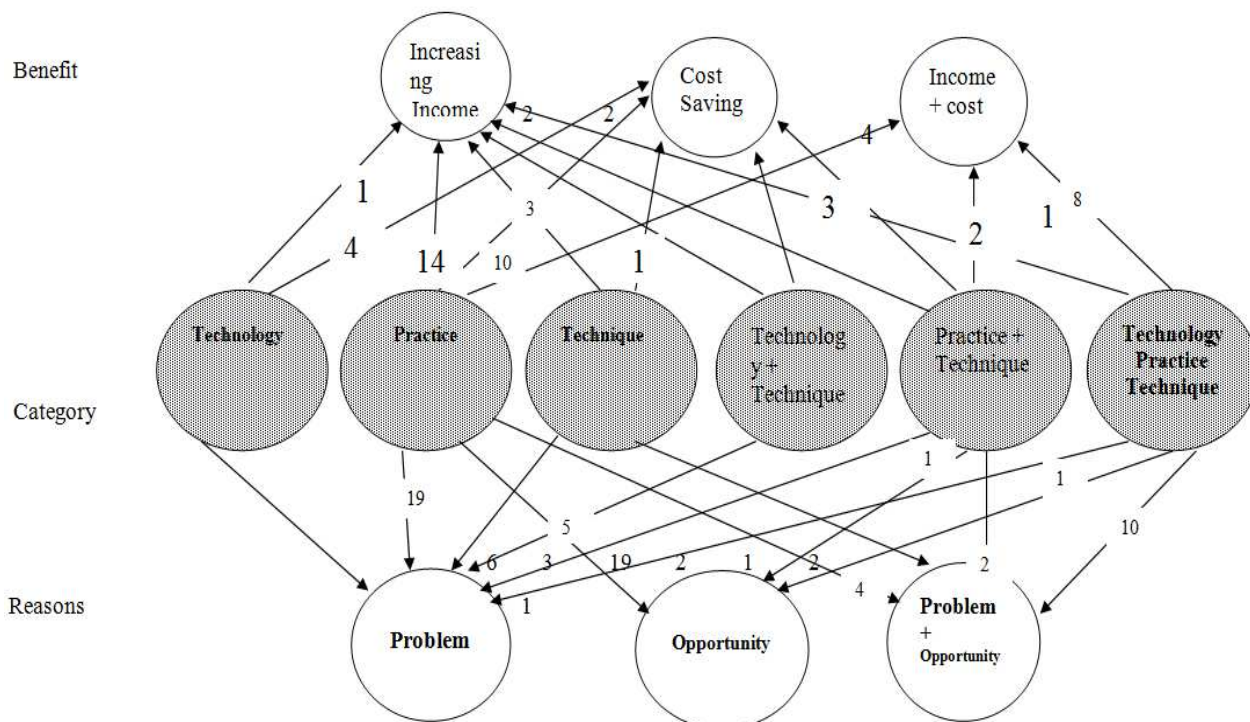 Benefit
Increasi
ng
Income
Cost
Saving
Income
+ cost
2
2
4
1
3
3
8
4
14
10
1
2
1
Technology
Practice
Technique
Technolog
y +
Technique
Practice +
Technique
Technology
Practice
Technique
Category
1
19
1
5
10
6
3
19
2
1
2
2
4
1
Reasons
Problem
Opportunity
Problem
+
Opportunity